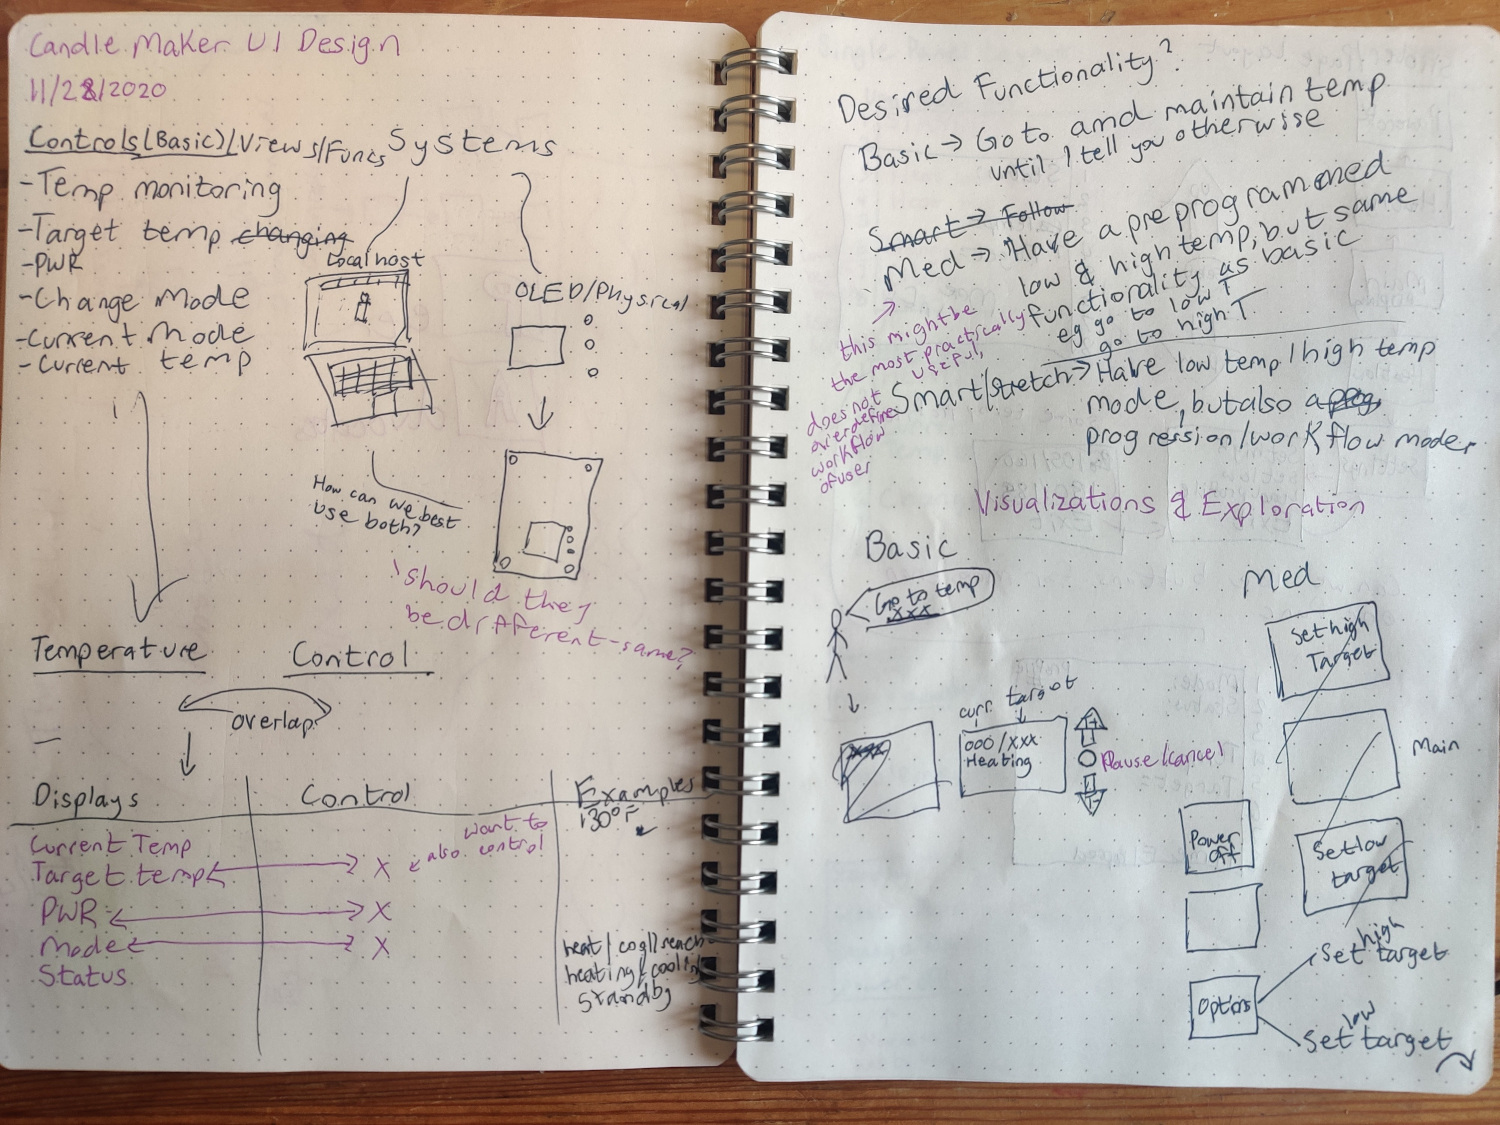 Candle Maker UI Design
11/28/2020
Controls(Basic)/Views/Funcs
-Temp monitoring
-Target temp changing
-PWR
-Change Mode
-Current Mode
-Current temp
Systems
Localhost
OLED/Physical
How can we best
use both?
should they
be different-same?
Temperature
Control
overlap
Displays
Control
Examples
130°F
Current Temp
Target temp
X
want to
also control
PWR
X
Mode
X
heat/cool/reach
Status
heating/cooling
standby
Desired Functionality?
Basic → Go to and maintain temp
until I tell you otherwise
Smart → Follow
Med → Have a preprogrammed
low & high temp, but same
functionality as basic
eg go to low T
go to high T
this might be
the most practically
useful,
does not
overdefine
workflow
of user
Smart/stretch → Have low temp/high temp
mode, but also a prog
progression/workflow mode.
Visualizations & Exploration
Basic
Go to temp
xxx
xxx
curr target
000/xxx
Heating
+
Pause/cancel
-
Med
Set high
Target
Main
Set low
target
Power
off
Options
Set high target
Set low target